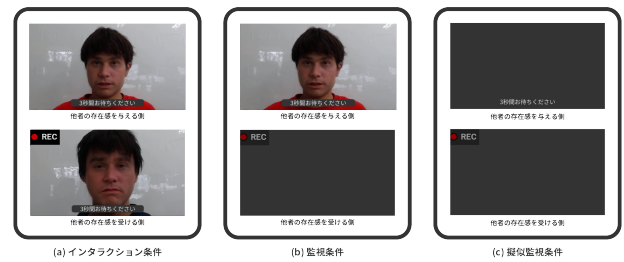 3秒間お待ちください
他者の存在感を与える側
REC
3秒間お待ちください
他者の存在感を受ける側
(a) インタラクション条件
3秒間お待ちください
他者の存在感を与える側
REC
他者の存在感を受ける側
(b) 監視条件
3秒間お待ちください
他者の存在感を与える側
REC
他者の存在感を受ける側
(c) 擬似監視条件